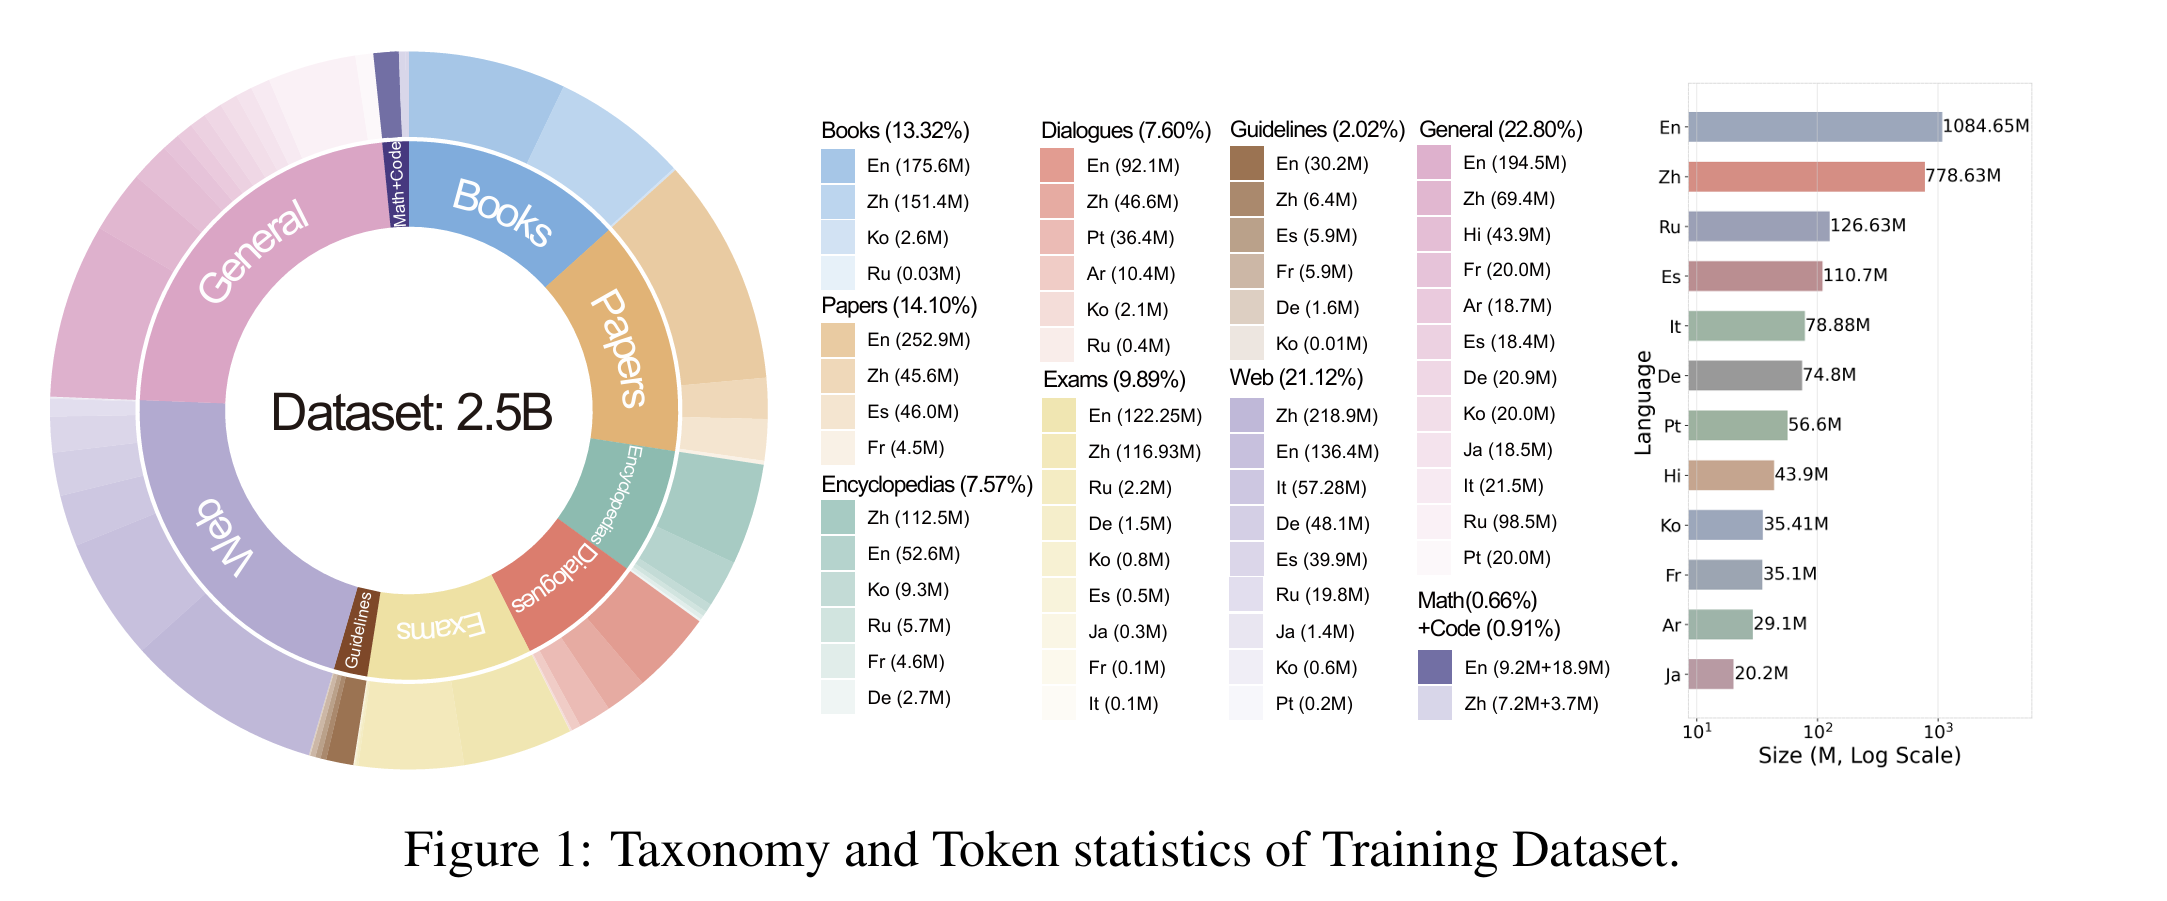 General
Math+Code
Books
Papers
Encyclopedias
Dialogues
Exams
Guidelines
Web
Dataset: 2.5B
Books (13.32%)
En (175.6M)
Zh (151.4M)
Ko (2.6M)
Ru (0.03M)
Papers (14.10%)
En (252.9M)
Zh (45.6M)
Es (46.0M)
Fr (4.5M)
Encyclopedias (7.57%)
Zh (112.5M)
En (52.6M)
Ko (9.3M)
Ru (5.7M)
Fr (4.6M)
De (2.7M)
Dialogues (7.60%)
En (92.1M)
Zh (46.6M)
Pt (36.4M)
Ar (10.4M)
Ko (2.1M)
Ru (0.4M)
Exams (9.89%)
En (122.25M)
Zh (116.93M)
Ru (2.2M)
De (1.5M)
Ko (0.8M)
Es (0.5M)
Ja (0.3M)
Fr (0.1M)
It (0.1M)
Guidelines (2.02%)
En (30.2M)
Zh (6.4M)
Es (5.9M)
Fr (5.9M)
De (1.6M)
Ko (0.01M)
Web (21.12%)
Zh (218.9M)
En (136.4M)
It (57.28M)
De (48.1M)
Es (39.9M)
Ru (19.8M)
Ja (1.4M)
Ko (0.6M)
Pt (0.2M)
General (22.80%)
En (194.5M)
Zh (69.4M)
Hi (43.9M)
Fr (20.0M)
Ar (18.7M)
Es (18.4M)
De (20.9M)
Ko (20.0M)
Ja (18.5M)
It (21.5M)
Ru (98.5M)
Pt (20.0M)
Math(0.66%)
+Code (0.91%)
En (9.2M+18.9M)
Zh (7.2M+3.7M)
Language
En 1084.65M
Zh 778.63M
Ru 126.63M
Es 110.7M
It 78.88M
De 74.8M
Pt 56.6M
Hi 43.9M
Ko 35.41M
Fr 35.1M
Ar 29.1M
Ja 20.2M
10¹ 10² 10³
Size (M, Log Scale)
Figure 1: Taxonomy and Token statistics of Training Dataset.